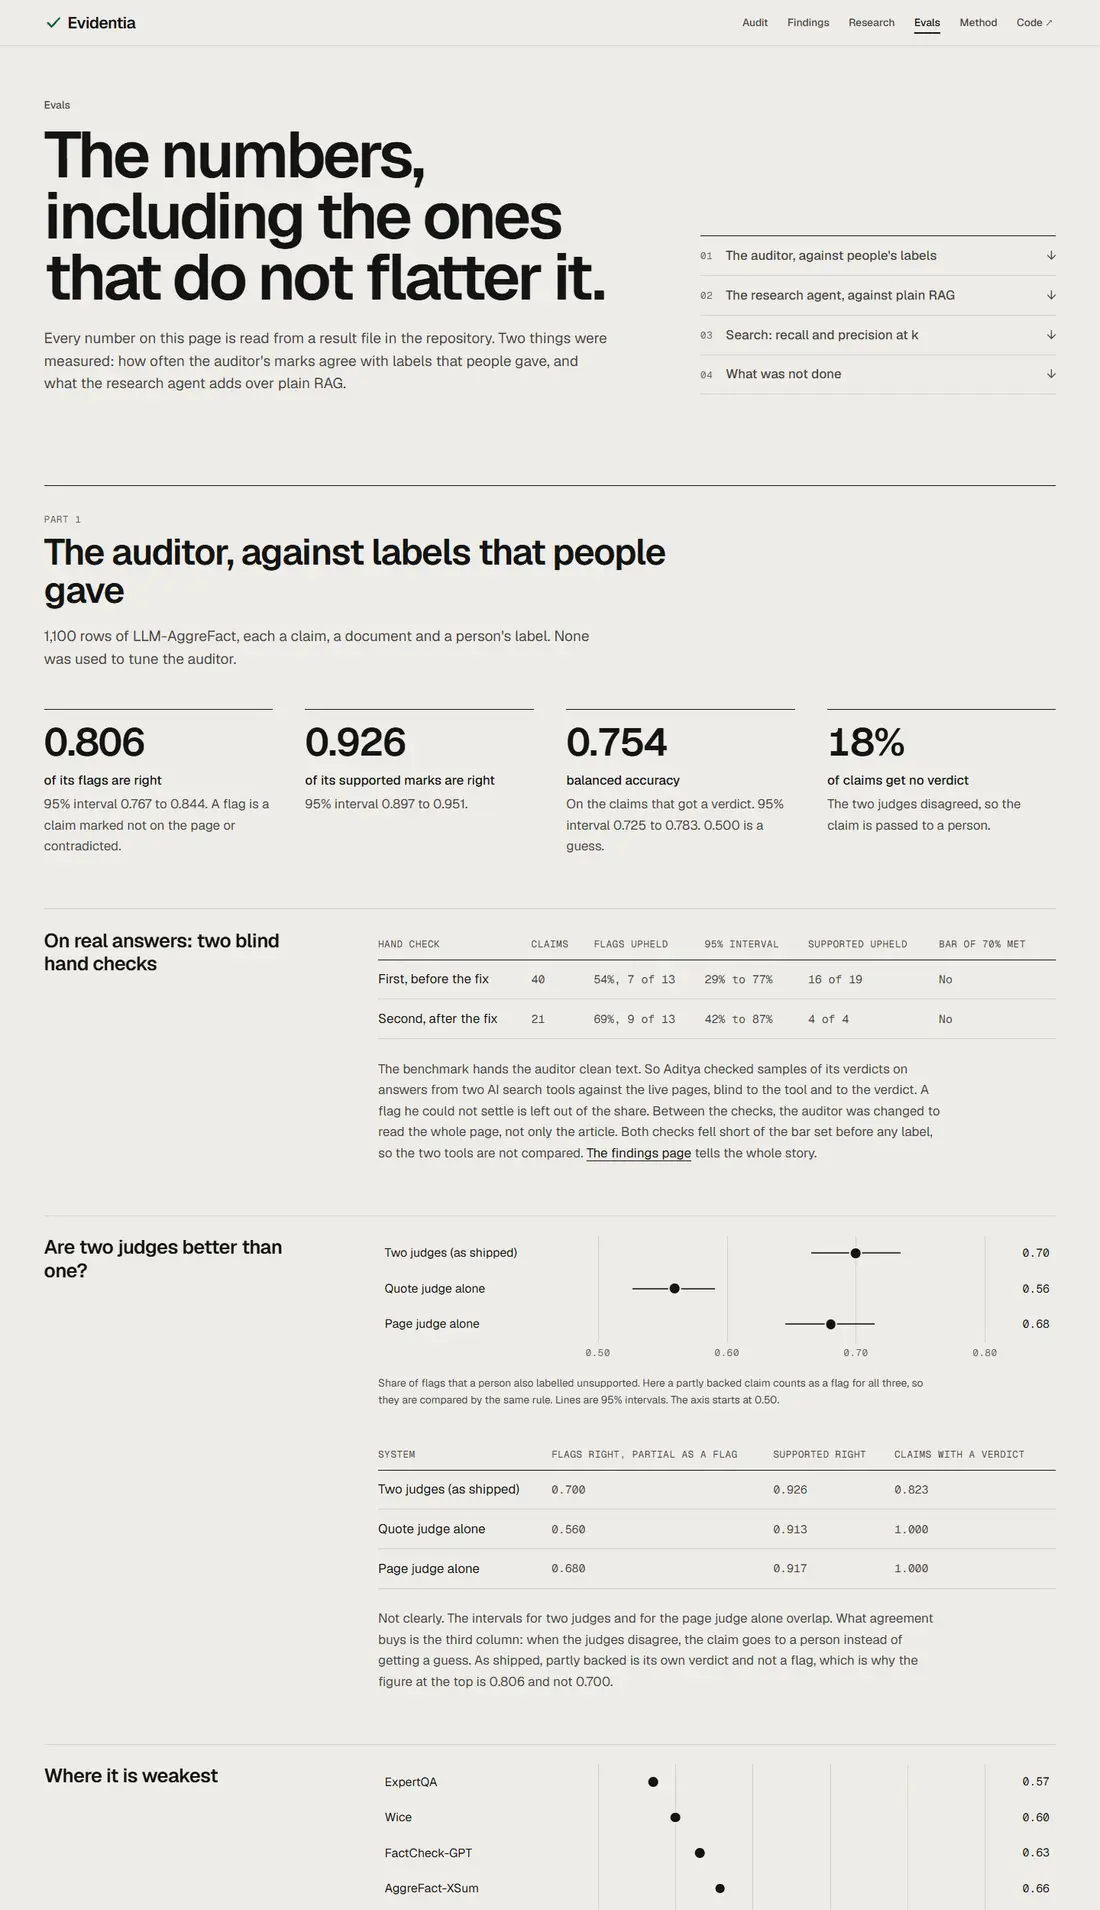 Evidentia
Audit Findings Research Evals Method Code ↗
Evals
The numbers,
including the ones
that do not flatter it.
Every number on this page is read from a result file in the repository. Two things were
measured: how often the auditor's marks agree with labels that people gave, and
what the research agent adds over plain RAG.
01 The auditor, against people's labels ↓
02 The research agent, against plain RAG ↓
03 Search: recall and precision at k ↓
04 What was not done ↓
PART 1
The auditor, against labels that people
gave
1,100 rows of LLM-AggreFact, each a claim, a document and a person's label. None
was used to tune the auditor.
0.806
of its flags are right
95% interval 0.767 to 0.844. A flag is a
claim marked not on the page or
contradicted.
0.926
of its supported marks are right
95% interval 0.897 to 0.951.
0.754
balanced accuracy
On the claims that got a verdict. 95%
interval 0.725 to 0.783. 0.500 is a
guess.
18%
of claims get no verdict
The two judges disagreed, so the
claim is passed to a person.
On real answers: two blind
hand checks
HAND CHECK CLAIMS FLAGS UPHELD 95% INTERVAL SUPPORTED UPHELD BAR OF 70% MET
First, before the fix 40 54%, 7 of 13 29% to 77% 16 of 19 No
Second, after the fix 21 69%, 9 of 13 42% to 87% 4 of 4 No
The benchmark hands the auditor clean text. So Aditya checked samples of its verdicts on
answers from two AI search tools against the live pages, blind to the tool and to the verdict. A
flag he could not settle is left out of the share. Between the checks, the auditor was changed to
read the whole page, not only the article. Both checks fell short of the bar set before any label,
so the two tools are not compared. The findings page tells the whole story.
Are two judges better than
one?
Two judges (as shipped) 0.70
Quote judge alone 0.56
Page judge alone 0.68
0.50 0.60 0.70 0.80
Share of flags that a person also labelled unsupported. Here a partly backed claim counts as a flag for all three, so
they are compared by the same rule. Lines are 95% intervals. The axis starts at 0.50.
SYSTEM FLAGS RIGHT, PARTIAL AS A FLAG SUPPORTED RIGHT CLAIMS WITH A VERDICT
Two judges (as shipped) 0.700 0.926 0.823
Quote judge alone 0.560 0.913 1.000
Page judge alone 0.680 0.917 1.000
Not clearly. The intervals for two judges and for the page judge alone overlap. What agreement
buys is the third column: when the judges disagree, the claim goes to a person instead of
getting a guess. As shipped, partly backed is its own verdict and not a flag, which is why the
figure at the top is 0.806 and not 0.700.
Where it is weakest
ExpertQA 0.57
Wice 0.60
FactCheck-GPT 0.63
AggreFact-XSum 0.66